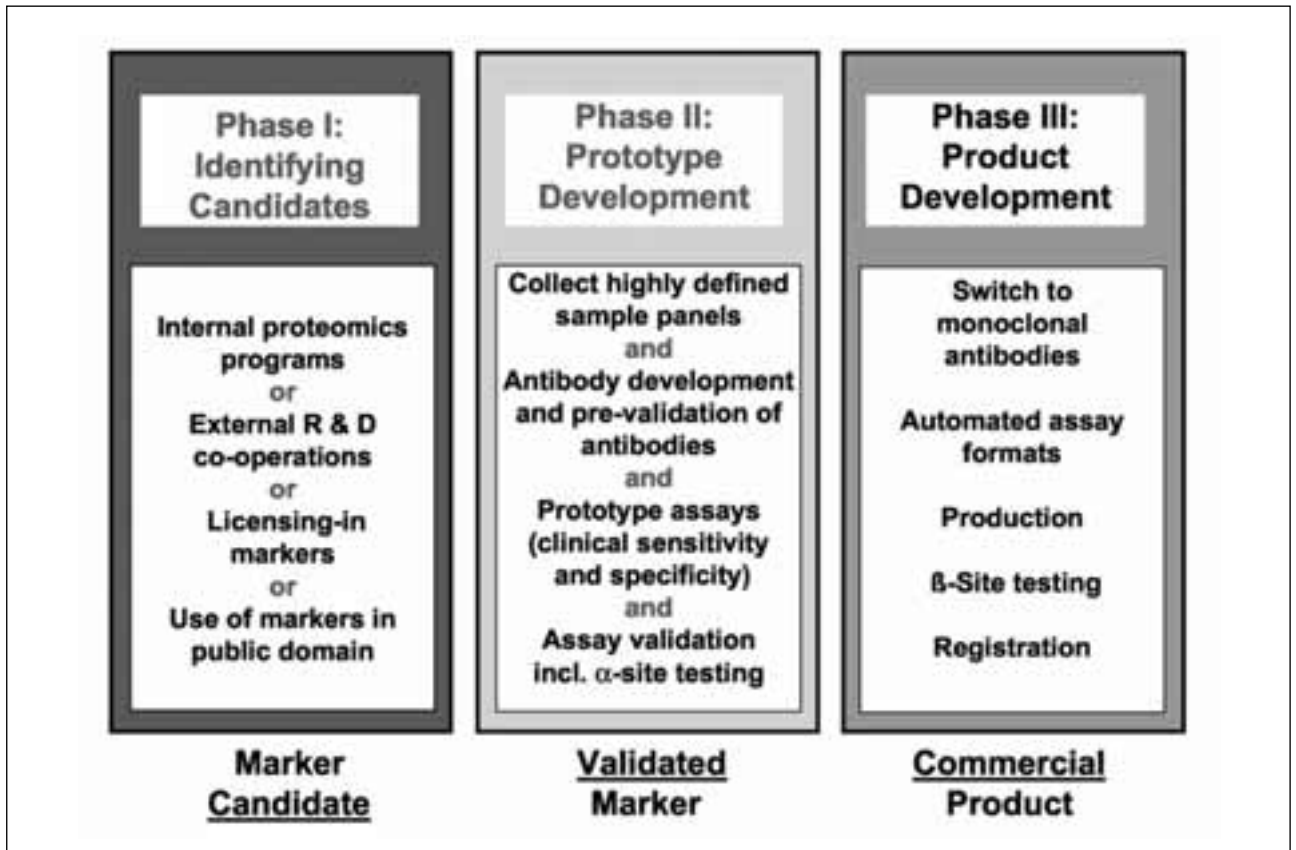 Phase I:
Identifying
Candidates
Internal proteomics
programs
or
External R & D
co-operations
or
Licensing-in
markers
or
Use of markers in
public domain
Marker
Candidate
Phase II:
Prototype
Development
Collect highly defined
sample panels
and
Antibody development
and pre-validation of
antibodies
and
Prototype assays
(clinical sensitivity
and specificity)
and
Assay validation
incl. α-site testing
Validated
Marker
Phase III:
Product
Development
Switch to
monoclonal
antibodies
Automated assay
formats
Production
ß-Site testing
Registration
Commercial
Product